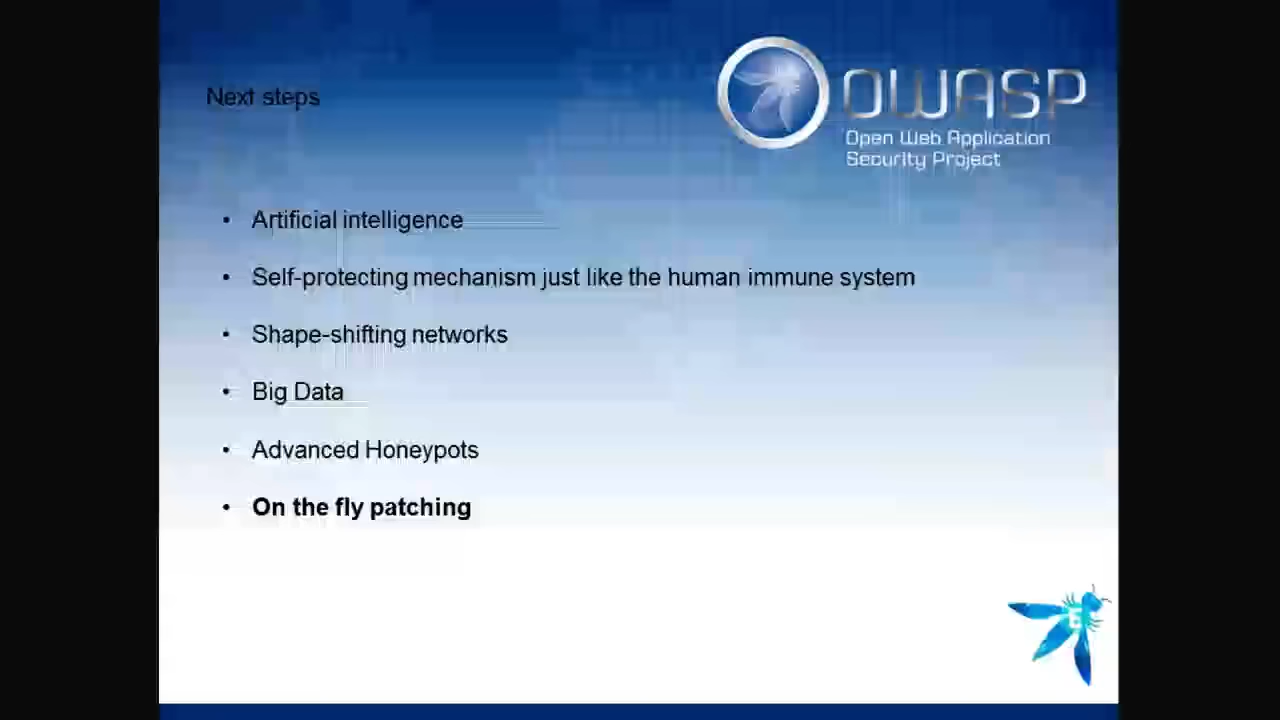 Next steps
OWASP
Open Web Application
Security Project
• Artificial intelligence
• Self-protecting mechanism just like the human immune system
• Shape-shifting networks
• Big Data
• Advanced Honeypots
• On the fly patching